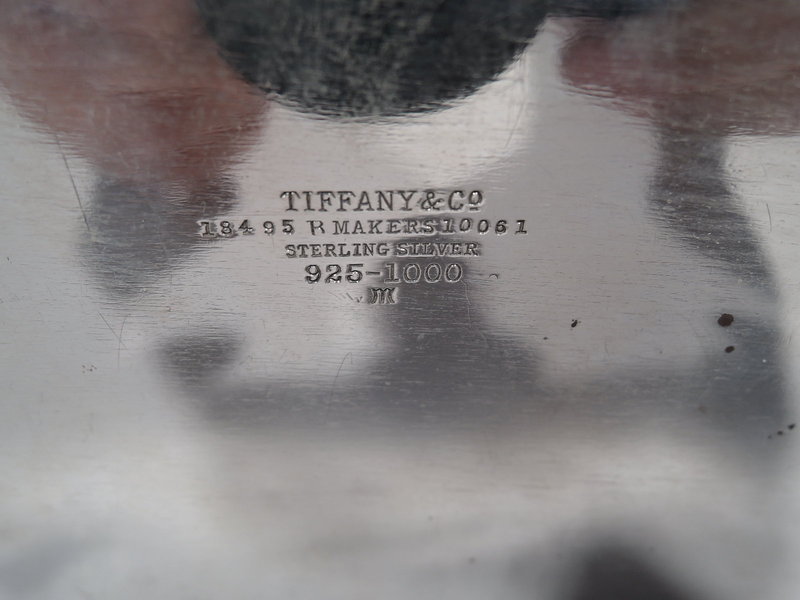 TIFFANY & Cº
18495 R MAKERS 10061
STERLING SILVER
925-1000
m